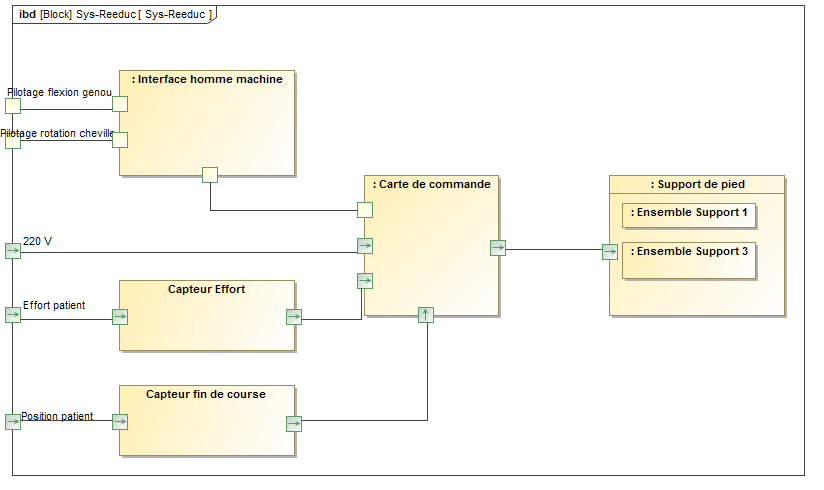 ibd [Block] Sys-Reeduc [ Sys-Reeduc ]
: Interface homme machine
Pilotage flexion genou
Pilotage rotation cheville
: Carte de commande
: Support de pied
: Ensemble Support 1
220 V
: Ensemble Support 3
Capteur Effort
Effort patient
Capteur fin de course
Position patient